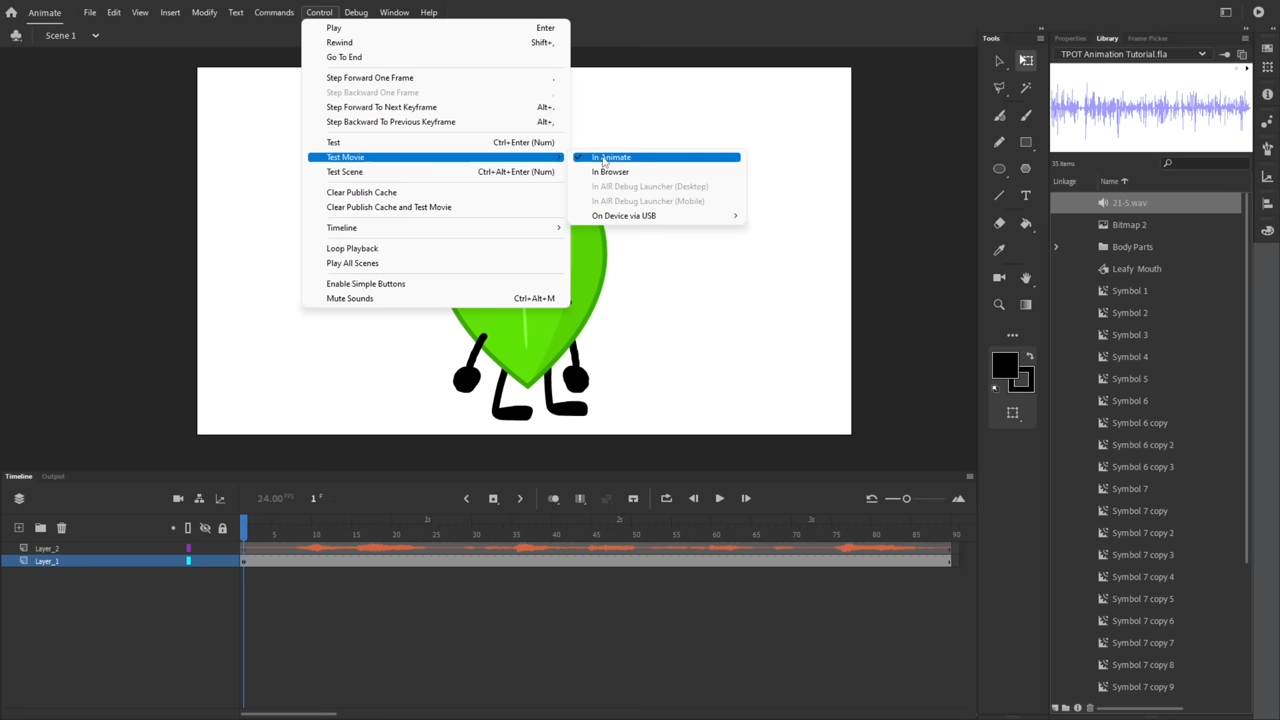 Animate File Edit View Insert Modify Text Commands Control Debug Window Help
Scene 1
Play Enter
Rewind Shift+,
Go To End
Step Forward One Frame .
Step Backward One Frame ,
Step Forward To Next Keyframe Alt+.
Step Backward To Previous Keyframe Alt+,
Test Ctrl+Enter (Num)
Test Movie
Test Scene Ctrl+Alt+Enter (Num)
Clear Publish Cache
Clear Publish Cache and Test Movie
Timeline
Loop Playback
Play All Scenes
Enable Simple Buttons
Mute Sounds Ctrl+Alt+M
In Animate
In Browser
In AIR Debug Launcher (Desktop)
In AIR Debug Launcher (Mobile)
On Device via USB
Tools
Properties Library Frame Picker
TPOT Animation Tutorial.fla
35 items
Linkage Name
21-5.wav
Bitmap 2
Body Parts
Leafy Mouth
Symbol 1
Symbol 2
Symbol 3
Symbol 4
Symbol 5
Symbol 6
Symbol 6 copy
Symbol 6 copy 2
Symbol 6 copy 3
Symbol 7
Symbol 7 copy
Symbol 7 copy 2
Symbol 7 copy 3
Symbol 7 copy 4
Symbol 7 copy 5
Symbol 7 copy 6
Symbol 7 copy 7
Symbol 7 copy 8
Symbol 7 copy 9
Timeline Output
24.00 FPS 1 F
1s 2s 3s
5 10 15 20 25 30 35 40 45 50 55 60 65 70 75 80 85 90
Layer_2
Layer_1